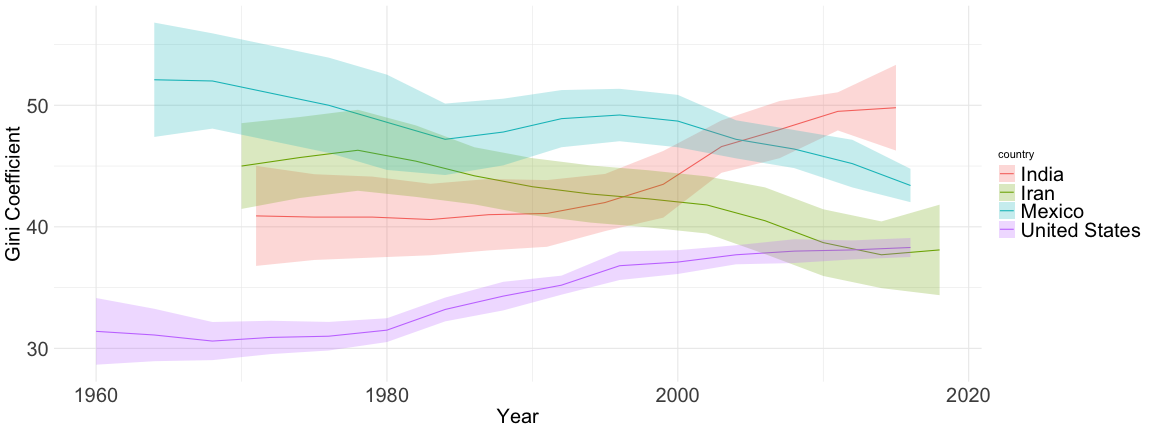 Gini Coefficient
50
40
30
1960
1980
2000
2020
Year
country
India
Iran
Mexico
United States